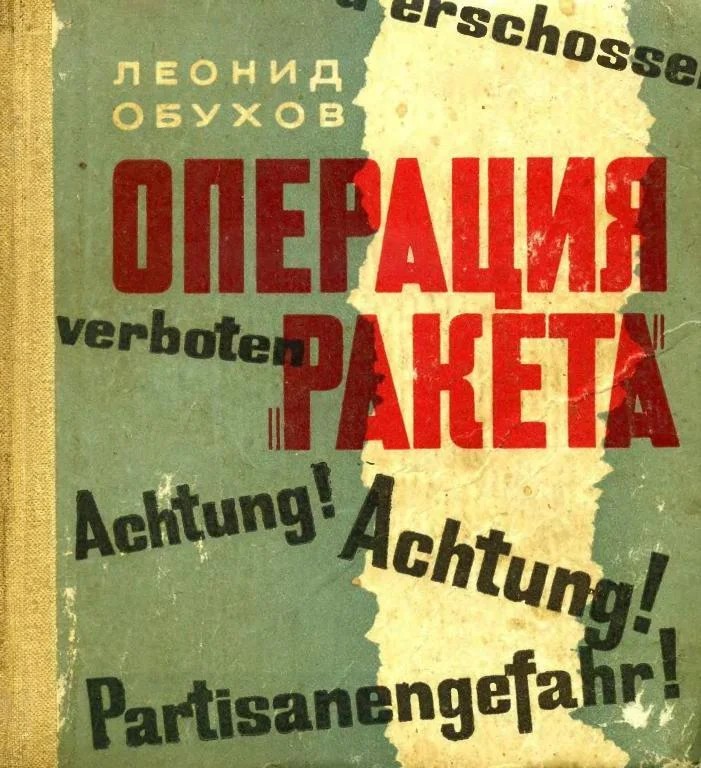 erschossen
ЛЕОНИД
ОБУХОВ
ОПЕРАЦИЯ
verboten
„РАКЕТА"
Achtung! Achtung!
Partisanengefahr!